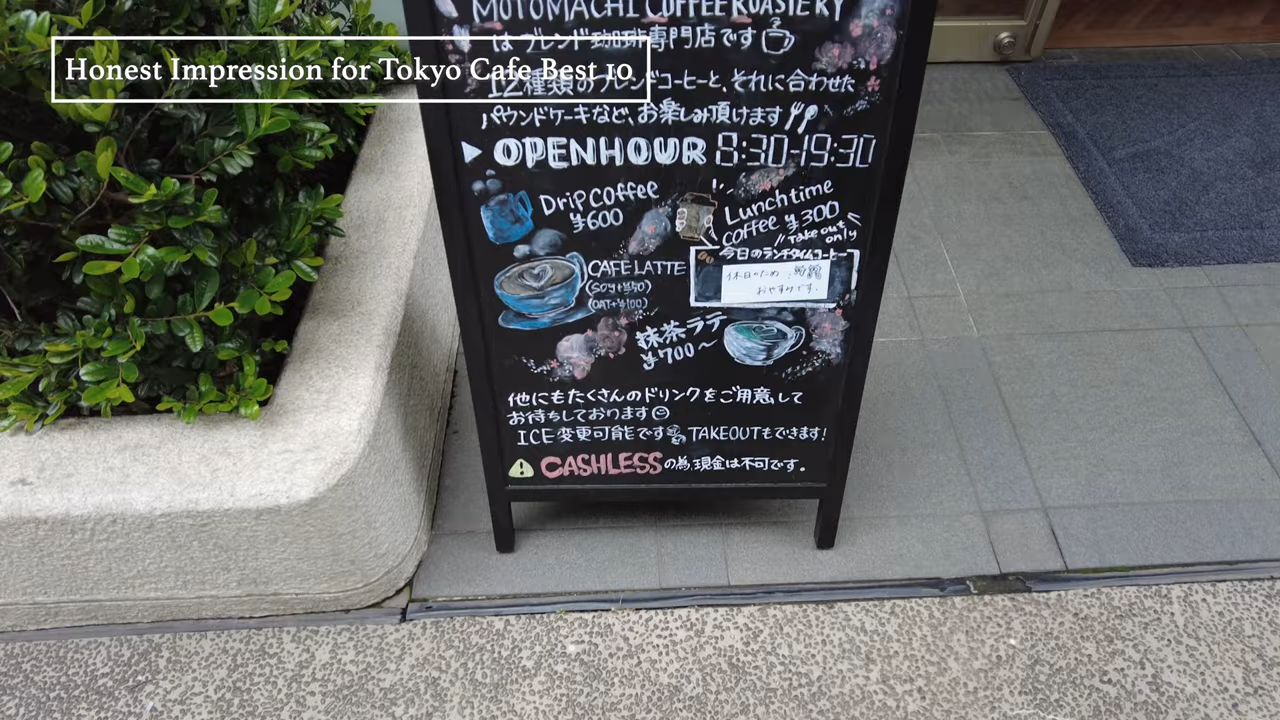 MOTOMACHI COFFEE ROASTERY
は ブレンド珈琲専門店です
Honest Impression for Tokyo Cafe Best 10
12種類のブレンドコーヒーと、それに合わせた
パウンドケーキなど、お楽しみ頂けます
OPENHOUR 8:30-19:30
Drip Coffee
¥600
Lunchtime
coffee ¥300
Takeout
only
今日のランチタイムコーヒー
休日のため
おやすみです.
CAFELATTE
(SOY+¥50)
(OAT+¥100)
抹茶ラテ
¥700〜
他にもたくさんのドリンクをご用意して
お待ちしております
ICE変更可能です TAKEOUTもできます!
CASHLESSの為、現金は不可です。